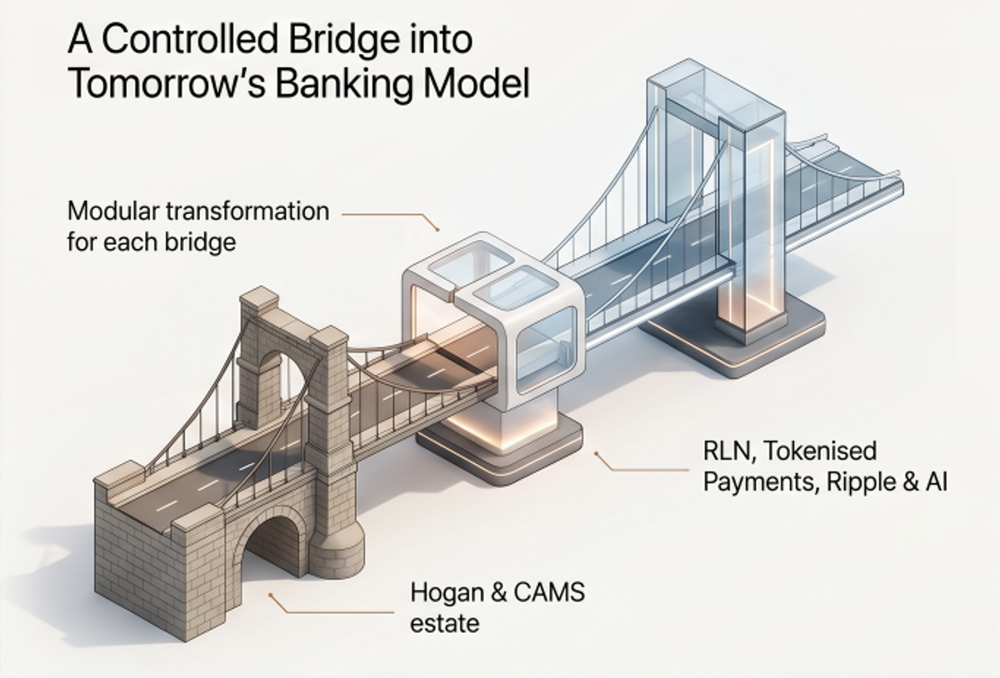 A Controlled Bridge into
Tomorrow's Banking Model
Modular transformation
for each bridge
RLN, Tokenised
Payments, Ripple & AI
Hogan & CAMS
estate